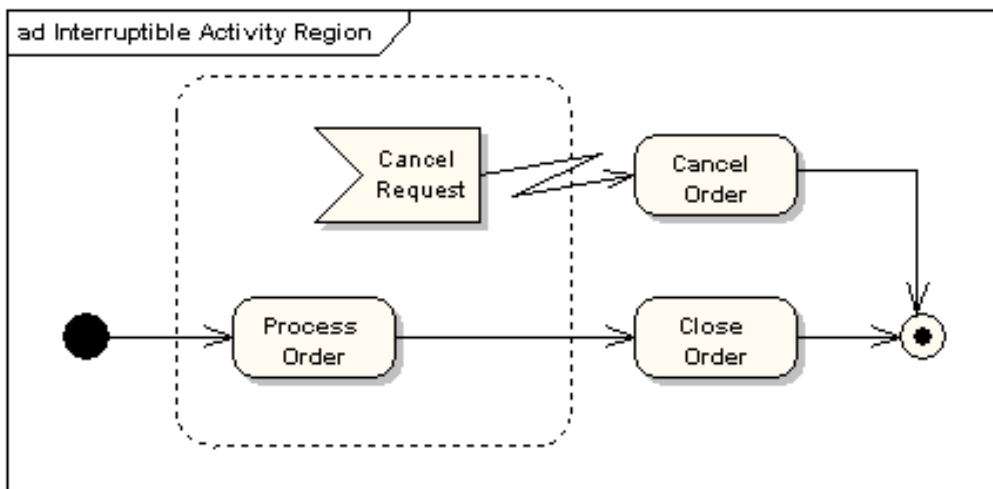 ad Interruptible Activity Region
Cancel
Request
Cancel
Order
Process
Order
Close
Order